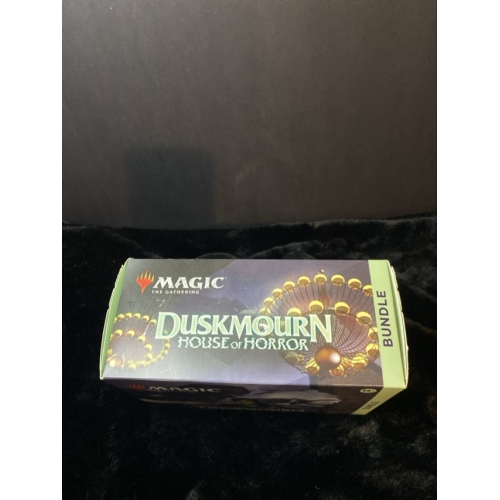 MAGIC
THE GATHERING
DUSKMOURN
HOUSE OF HORROR
BUNDLE
MAGIC